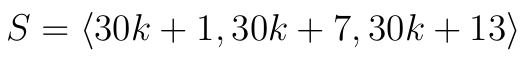 S = ⟨30k + 1, 30k + 7, 30k + 13⟩